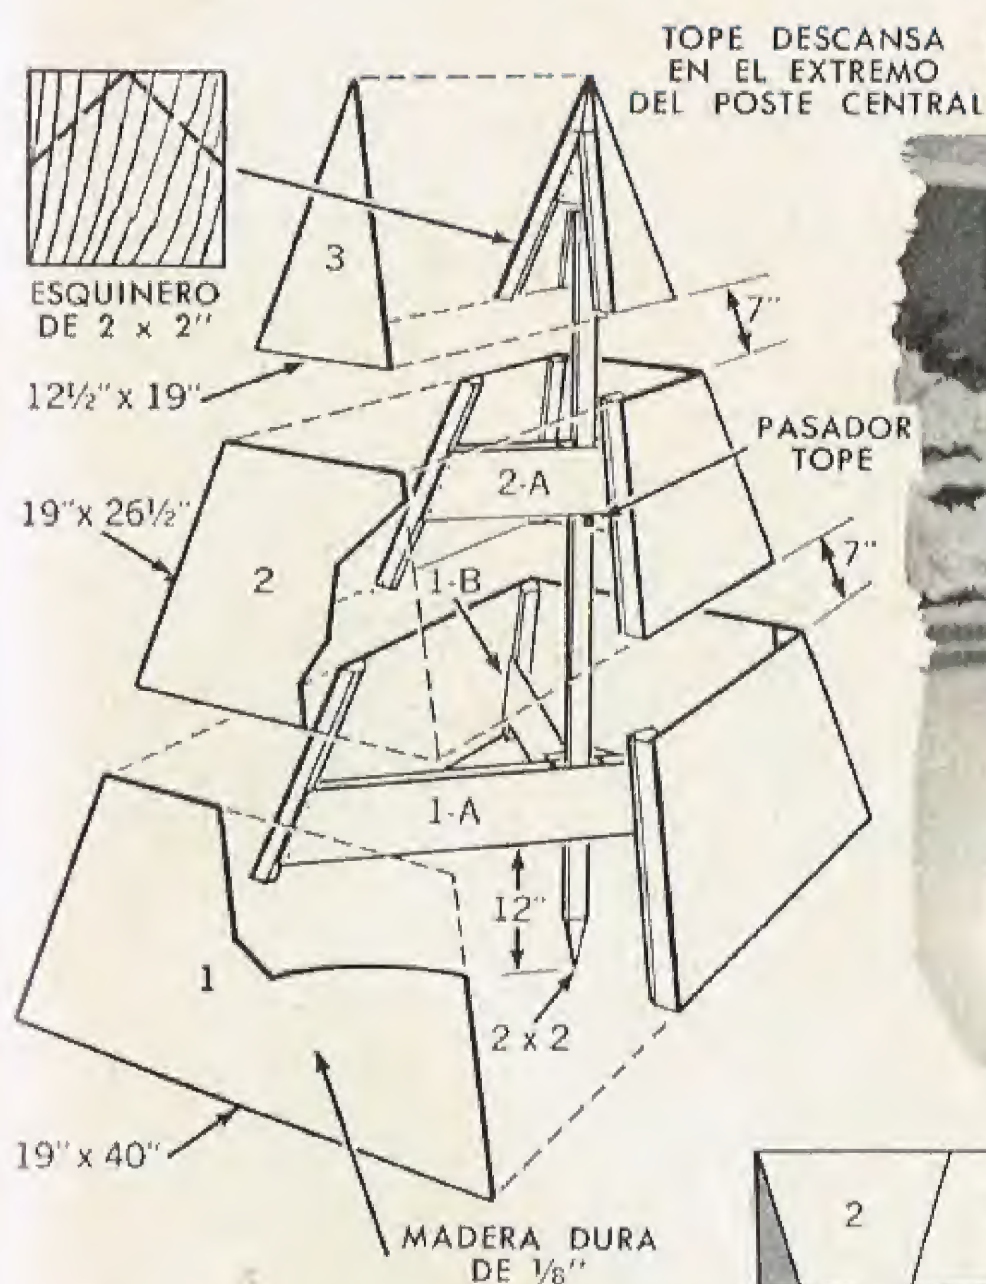 TOPE DESCANSA
EN EL EXTREMO
DEL POSTE CENTRAL
ESQUINERO
DE 2 x 2"
3
7"
12½" x 19"
PASADOR
TOPE
2-A
19" x 26½"
2
1-B
7"
1-A
12"
1
2 x 2
19" x 40"
MADERA DURA
DE ⅛"
2